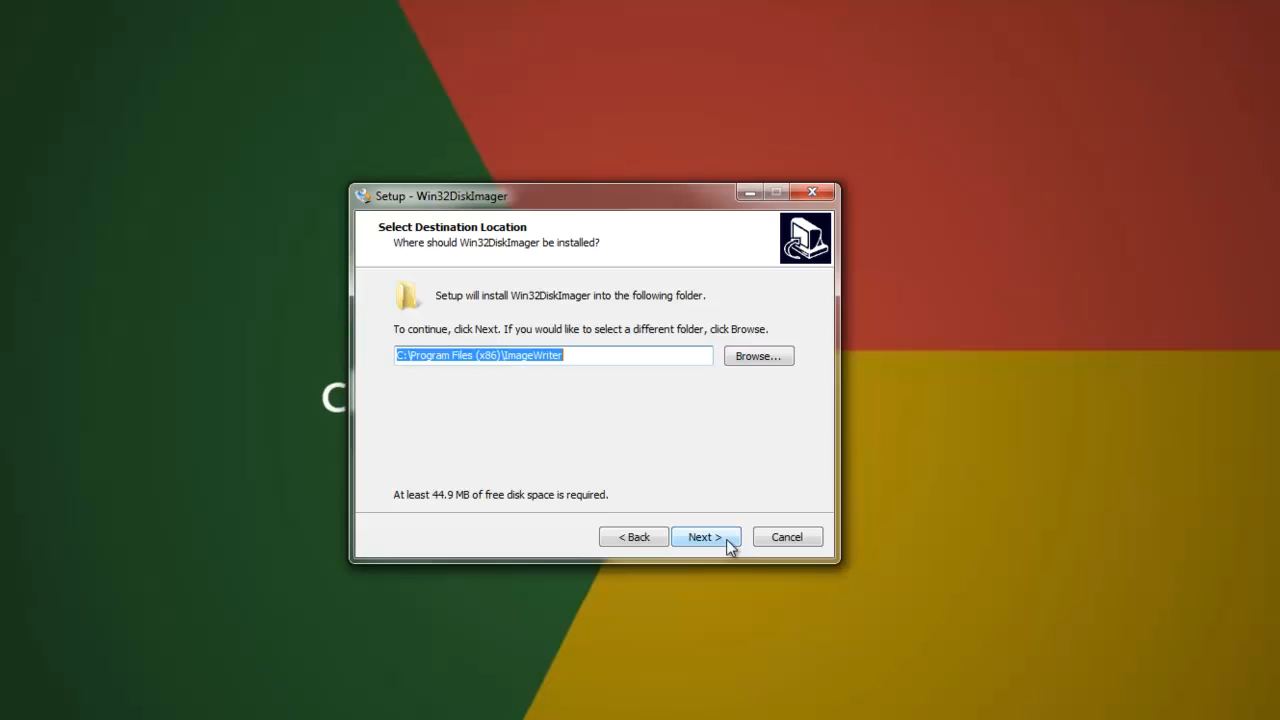 Setup - Win32DiskImager
Select Destination Location
Where should Win32DiskImager be installed?
Setup will install Win32DiskImager into the following folder.
To continue, click Next. If you would like to select a different folder, click Browse.
C:\Program Files (x86)\ImageWriter
Browse...
C
At least 44.9 MB of free disk space is required.
< Back
Next >
Cancel